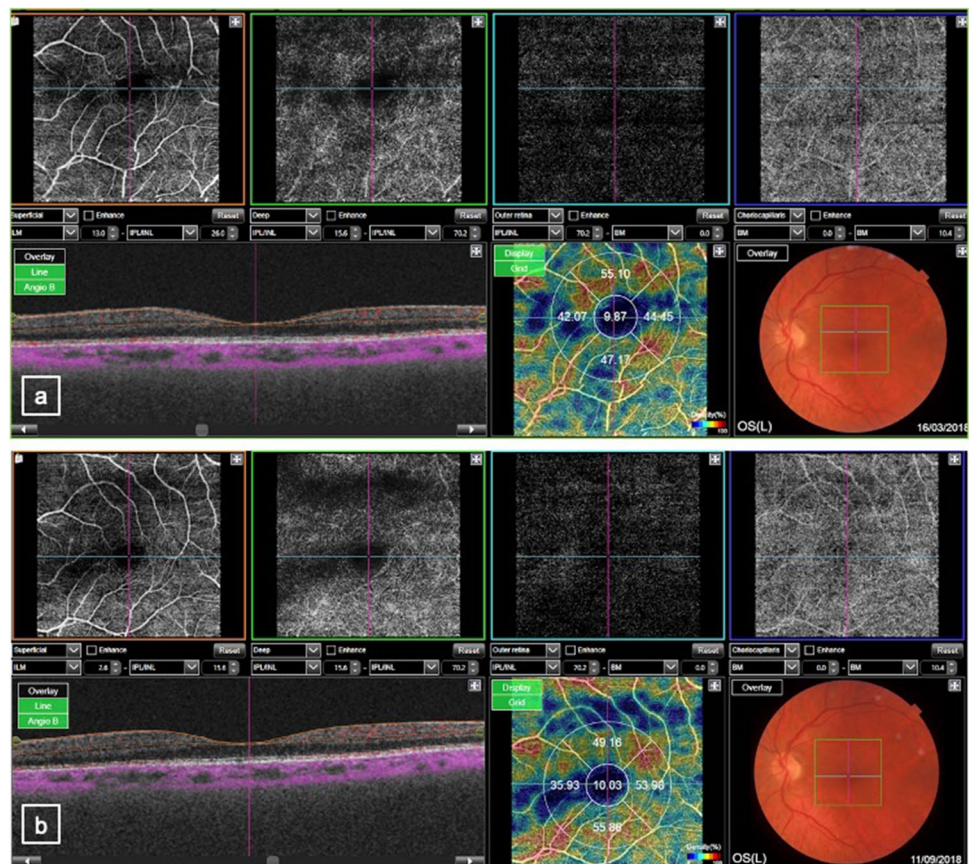 Superficial Enhance Reset Deep Enhance Reset Outer retina Enhance Reset Choriocapillaris Enhance Reset
ILM 13.0 - IPL/INL 26.0 IPL/INL 15.6 - IPL/INL 70.2 IPL/INL 70.2 - BM 0.0 BM 0.0 - BM 10.4
Overlay
Line
Angio B
Display
Grid
55.10
42.07 9.87 44.45
47.17
Density(%)
100
Overlay
OS(L) 16/03/2018
a
Superficial Enhance Reset Deep Enhance Reset Outer retina Enhance Reset Choriocapillaris Enhance Reset
ILM 2.6 - IPL/INL 15.6 IPL/INL 15.6 - IPL/INL 70.2 IPL/INL 70.2 - BM 0.0 BM 0.0 - BM 10.4
Overlay
Line
Angio B
Display
Grid
49.16
35.93 10.03 53.98
55.86
Density(%)
100
Overlay
OS(L) 11/09/2018
b